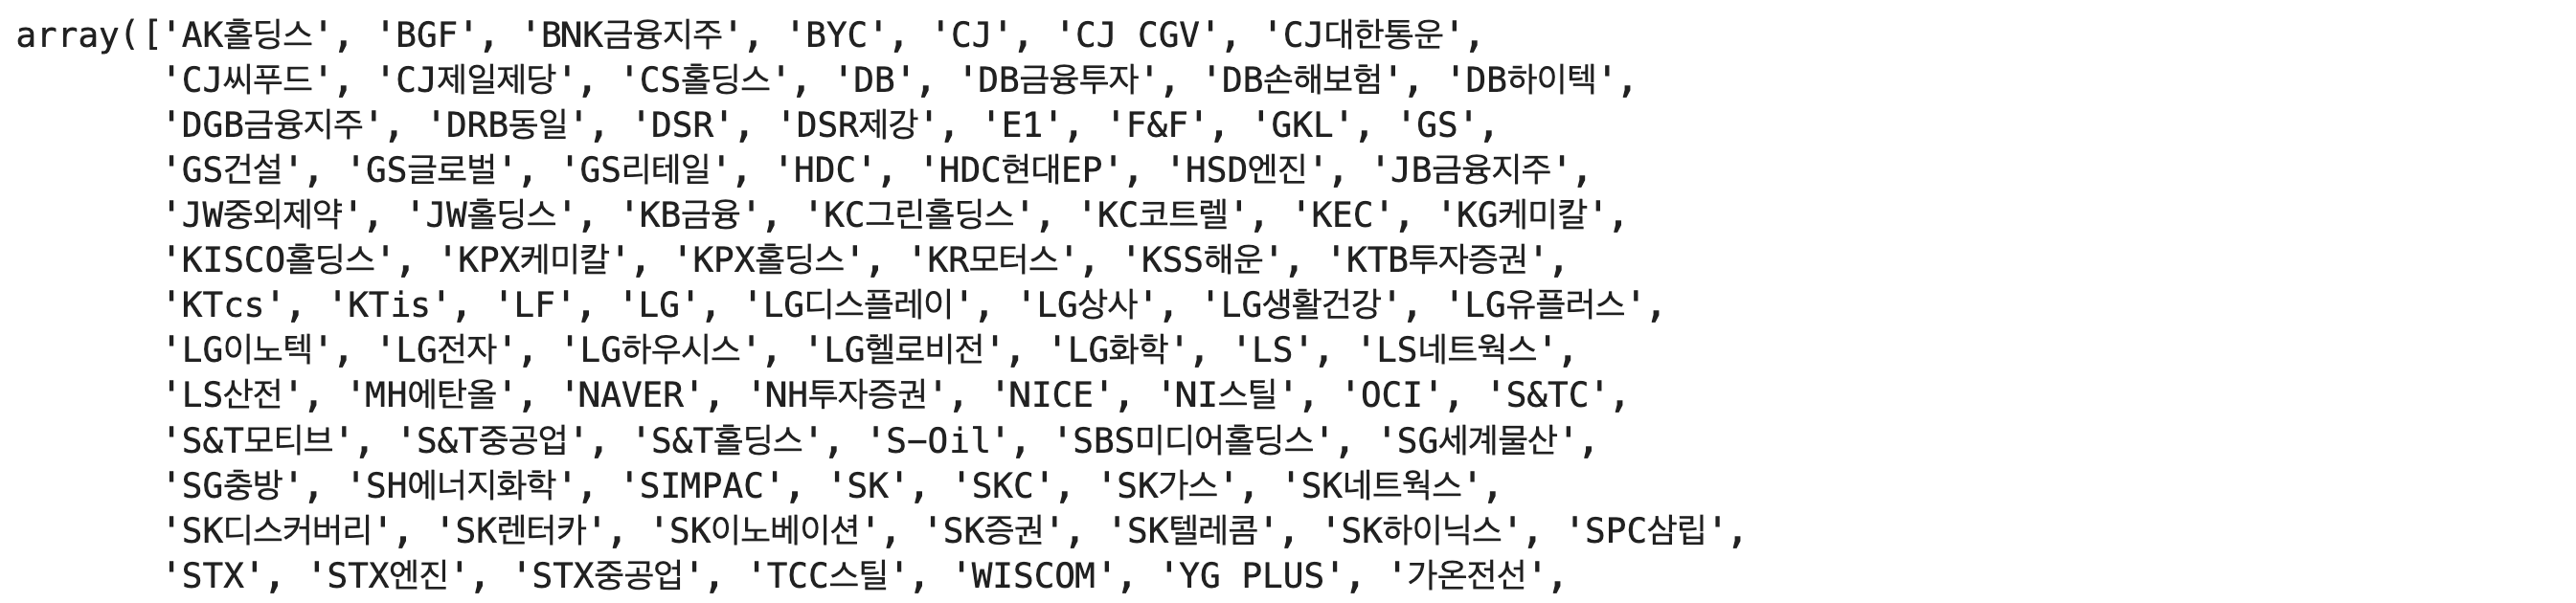 array(['AK홀딩스', 'BGF', 'BNK금융지주', 'BYC', 'CJ', 'CJ CGV', 'CJ대한통운',
'CJ씨푸드', 'CJ제일제당', 'CS홀딩스', 'DB', 'DB금융투자', 'DB손해보험', 'DB하이텍',
'DGB금융지주', 'DRB동일', 'DSR', 'DSR제강', 'E1', 'F&F', 'GKL', 'GS',
'GS건설', 'GS글로벌', 'GS리테일', 'HDC', 'HDC현대EP', 'HSD엔진', 'JB금융지주',
'JW중외제약', 'JW홀딩스', 'KB금융', 'KC그린홀딩스', 'KC코트렐', 'KEC', 'KG케미칼',
'KISCO홀딩스', 'KPX케미칼', 'KPX홀딩스', 'KR모터스', 'KSS해운', 'KTB투자증권',
'KTcs', 'KTis', 'LF', 'LG', 'LG디스플레이', 'LG상사', 'LG생활건강', 'LG유플러스',
'LG이노텍', 'LG전자', 'LG하우시스', 'LG헬로비전', 'LG화학', 'LS', 'LS네트웍스',
'LS산전', 'MH에탄올', 'NAVER', 'NH투자증권', 'NICE', 'NI스틸', 'OCI', 'S&TC',
'S&T모티브', 'S&T중공업', 'S&T홀딩스', 'S-Oil', 'SBS미디어홀딩스', 'SG세계물산',
'SG충방', 'SH에너지화학', 'SIMPAC', 'SK', 'SKC', 'SK가스', 'SK네트웍스',
'SK디스커버리', 'SK렌터카', 'SK이노베이션', 'SK증권', 'SK텔레콤', 'SK하이닉스', 'SPC삼립',
'STX', 'STX엔진', 'STX중공업', 'TCC스틸', 'WISCOM', 'YG PLUS', '가온전선',